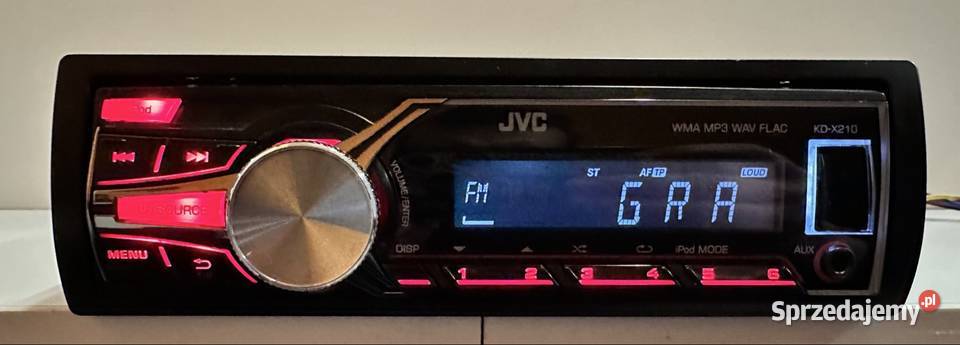 JVC
WMA MP3 WAV FLAC
KD-X210
VOLUME/ENTER
ST AF TP LOUD
FM GRA
SOURCE
MENU
DISP
iPod MODE
AUX
1 2 3 4 5 6
Sprzedajemy.pl